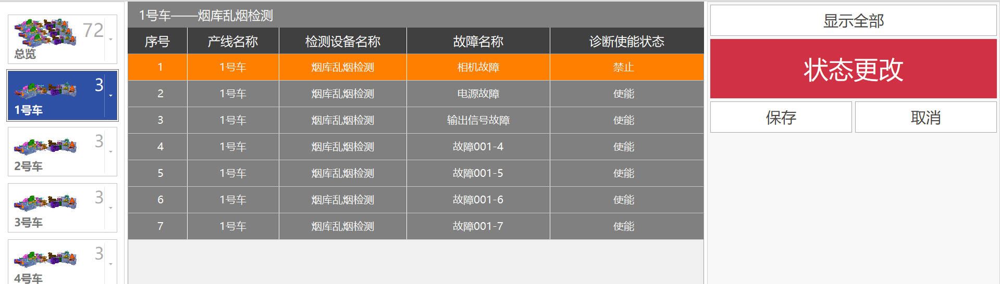 72
总览
3
1号车
3
2号车
3
3号车
3
4号车
1号车——烟库乱烟检测
序号 产线名称 检测设备名称 故障名称 诊断使能状态
1 1号车 烟库乱烟检测 相机故障 禁止
2 1号车 烟库乱烟检测 电源故障 使能
3 1号车 烟库乱烟检测 输出信号故障 使能
4 1号车 烟库乱烟检测 故障001-4 使能
5 1号车 烟库乱烟检测 故障001-5 使能
6 1号车 烟库乱烟检测 故障001-6 使能
7 1号车 烟库乱烟检测 故障001-7 使能
显示全部
状态更改
保存 取消